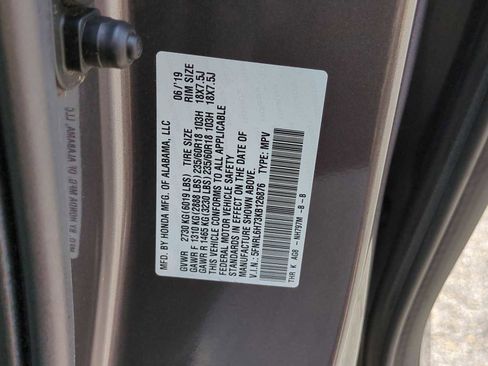 MFD. BY HONDA MFG. OF ALABAMA, LLC 06/19
GVWR 2730 KG(6019 LBS) TIRE SIZE RIM SIZE
GAWR F 1310 KG(2888 LBS) 235/60R18 103H 18X7.5J
GAWR R 1465 KG(3230 LBS) 235/60R18 103H 18X7.5J
THIS VEHICLE CONFORMS TO ALL APPLICABLE
FEDERAL MOTOR VEHICLE SAFETY
STANDARDS IN EFFECT ON THE DATE OF
MANUFACTURE SHOWN ABOVE.
V.I.N.: 5FNRL6H73KB126876 TYPE: MPV
THR K AG8 -NH797M -B -B